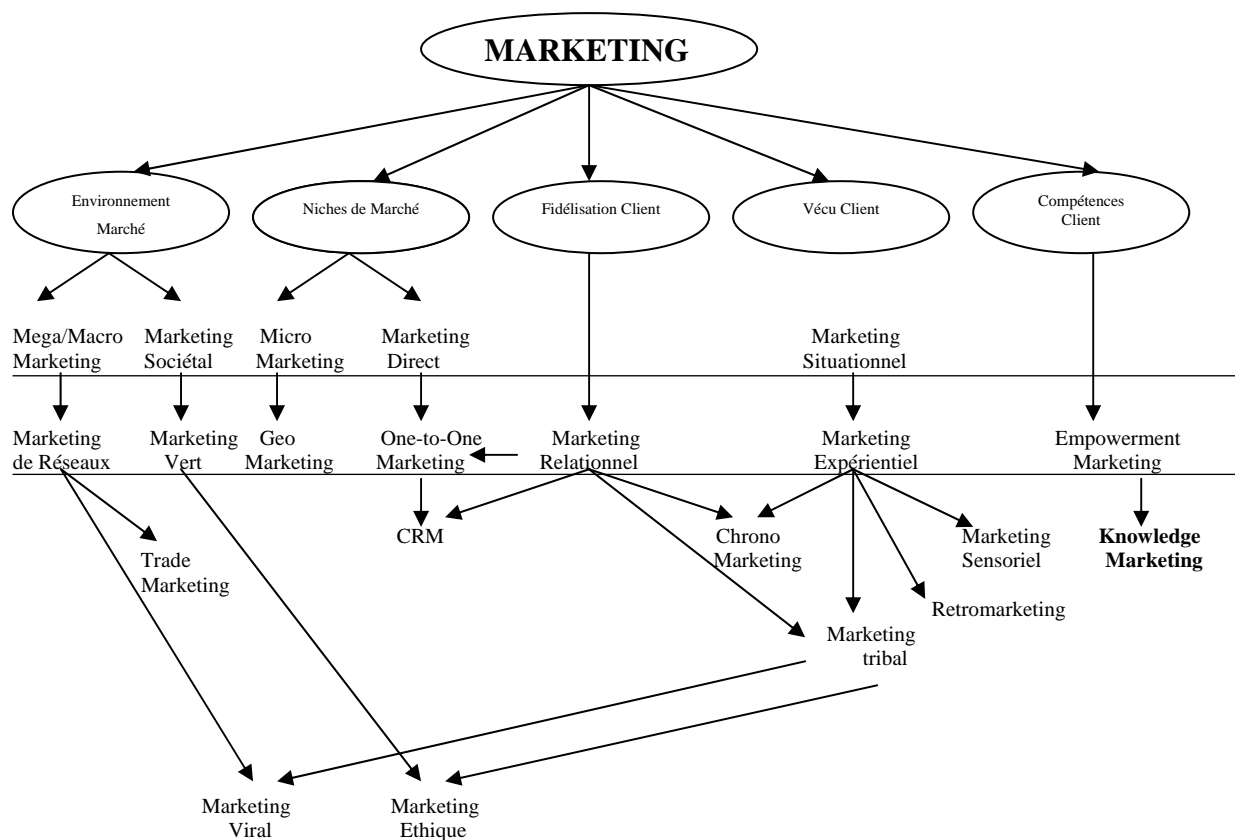 MARKETING
Environnement
Marché
Niches de Marché
Fidélisation Client
Vécu Client
Compétences
Client
Mega/Macro
Marketing
Marketing
Sociétal
Micro
Marketing
Marketing
Direct
Marketing
Situationnel
Marketing
de Réseaux
Marketing
Vert
Geo
Marketing
One-to-One
Marketing
Marketing
Relationnel
Marketing
Expérientiel
Empowerment
Marketing
CRM
Chrono
Marketing
Marketing
Sensoriel
Knowledge
Marketing
Trade
Marketing
Retromarketing
Marketing
tribal
Marketing
Viral
Marketing
Ethique